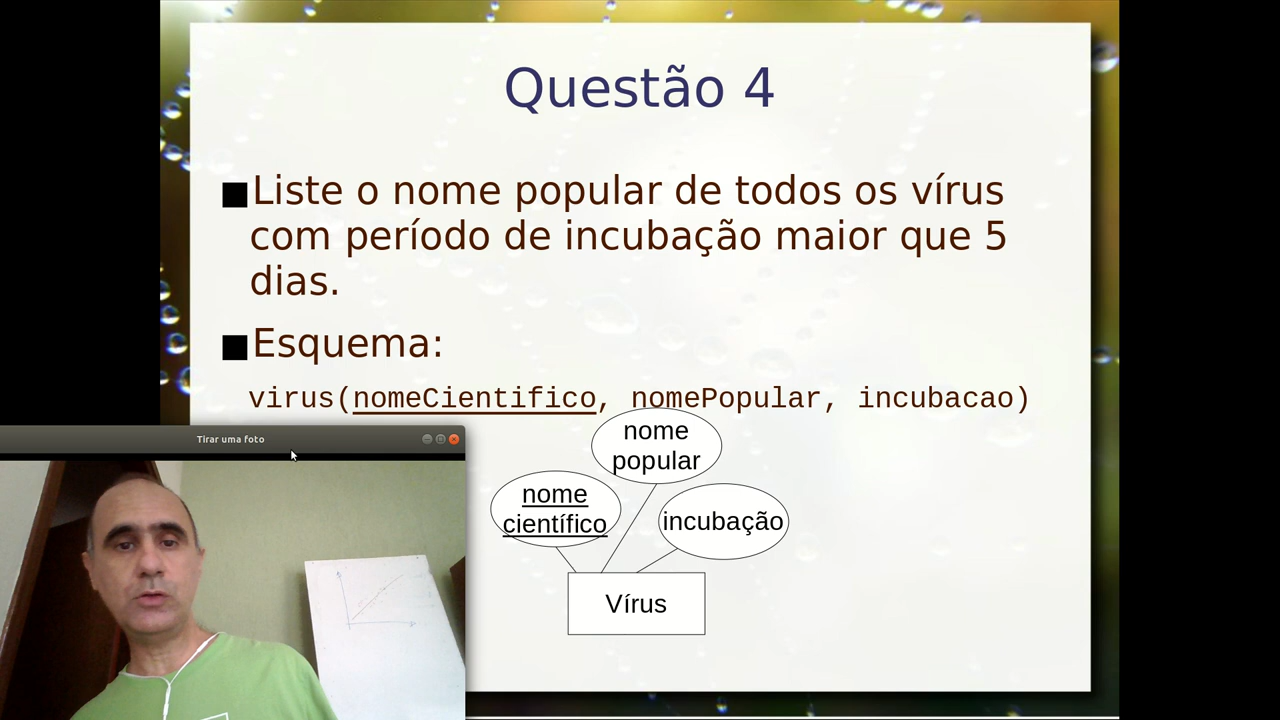 Questão 4
Liste o nome popular de todos os vírus
com período de incubação maior que 5
dias.
Esquema:
virus(nomeCientifico, nomePopular, incubacao)
Tirar uma foto
nome
popular
nome
científico
incubação
Vírus